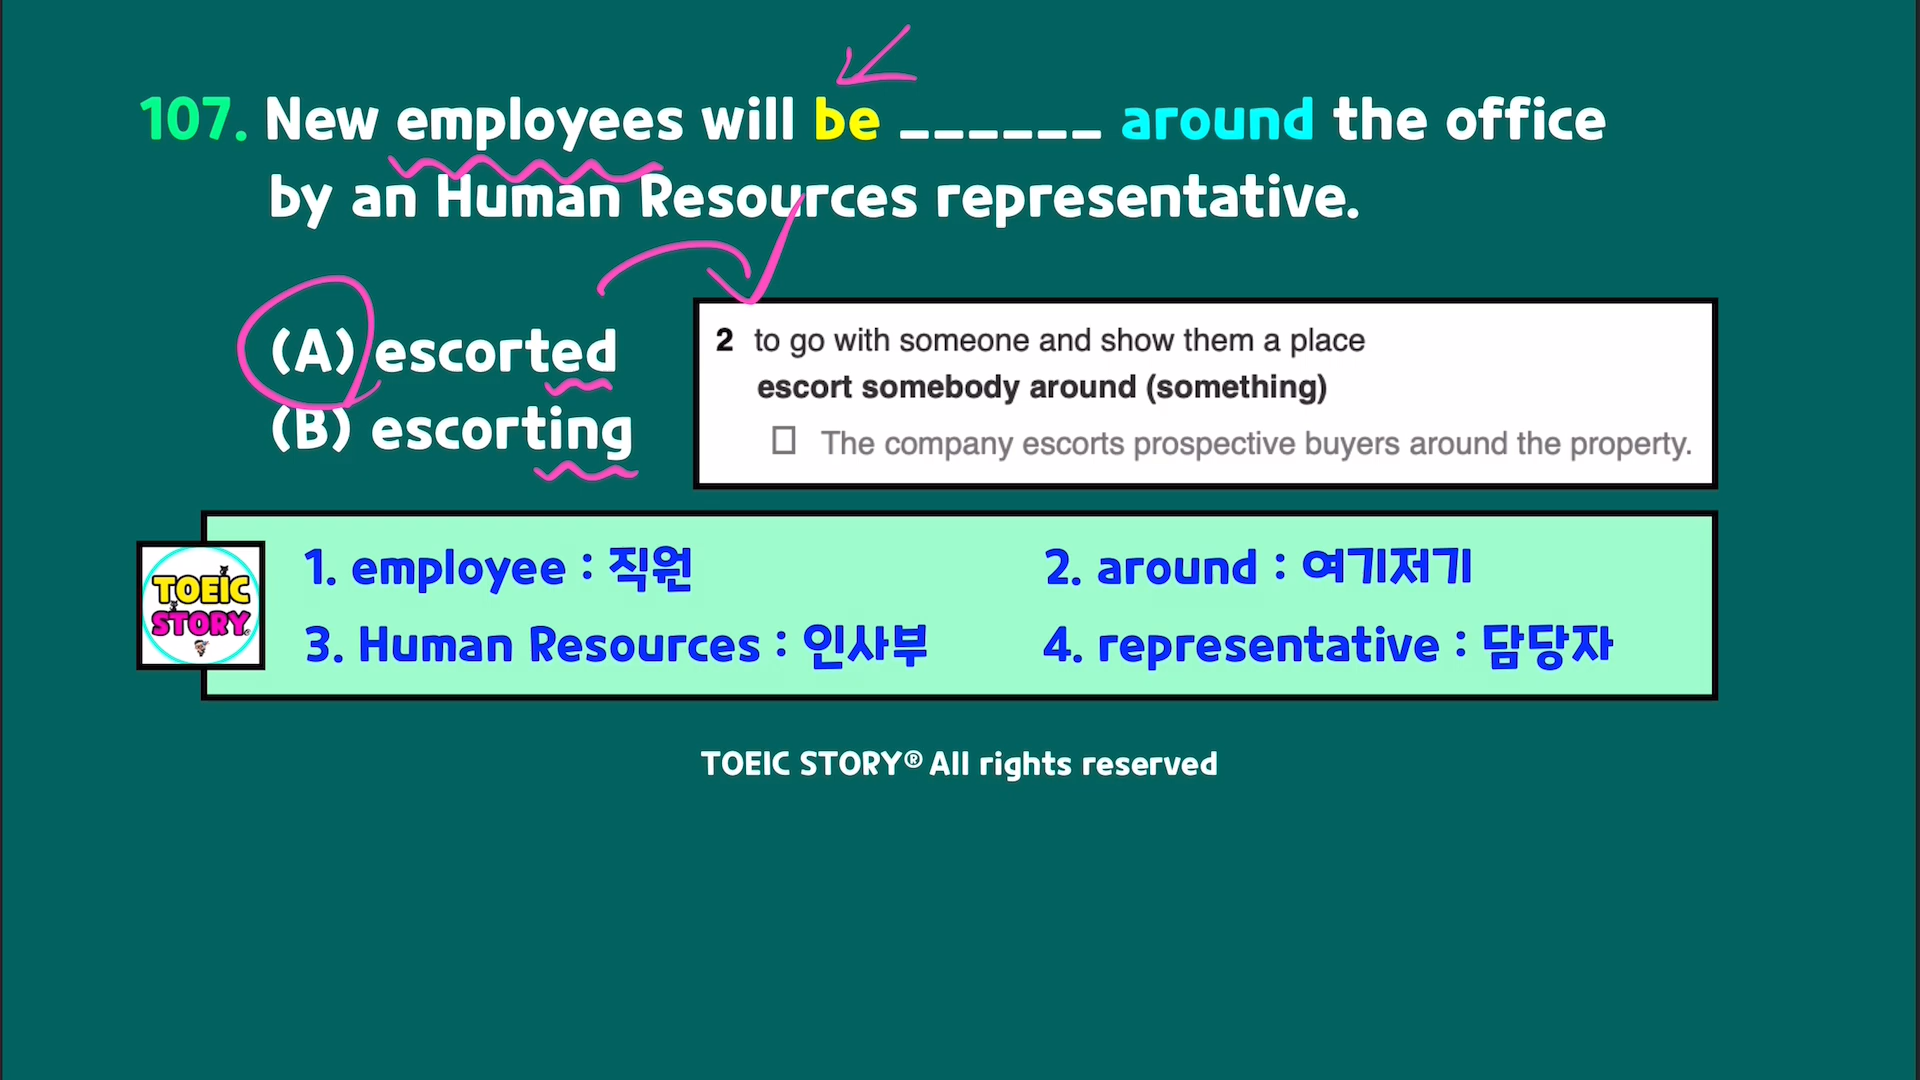 107. New employees will be ______ around the office
by an Human Resources representative.
(A) escorted
(B) escorting
2 to go with someone and show them a place
escort somebody around (something)
The company escorts prospective buyers around the property.
TOEIC
STORY
1. employee : 직원
2. around : 여기저기
3. Human Resources : 인사부
4. representative : 담당자
TOEIC STORY® All rights reserved